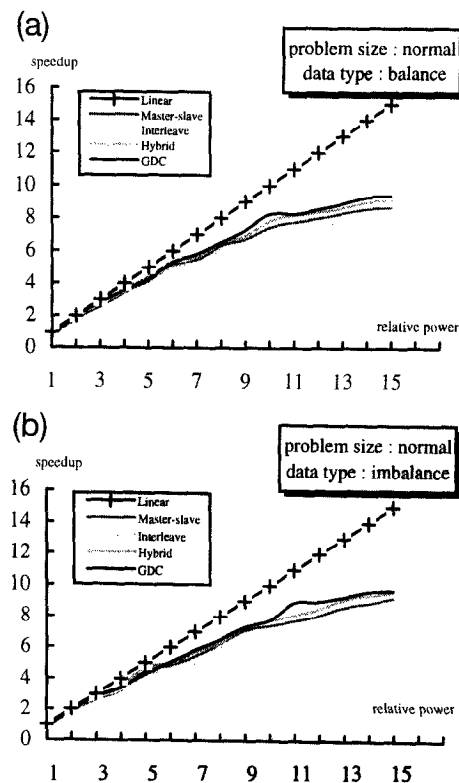 (a)
problem size : normal
data type : balance
speedup
16
14
12
10
8
6
4
2
0
Linear
Master-slave
Interleave
Hybrid
GDC
relative power
1 3 5 7 9 11 13 15
(b)
problem size : normal
data type : imbalance
speedup
16
14
12
10
8
6
4
2
0
Linear
Master-slave
Interleave
Hybrid
GDC
relative power
1 3 5 7 9 11 13 15